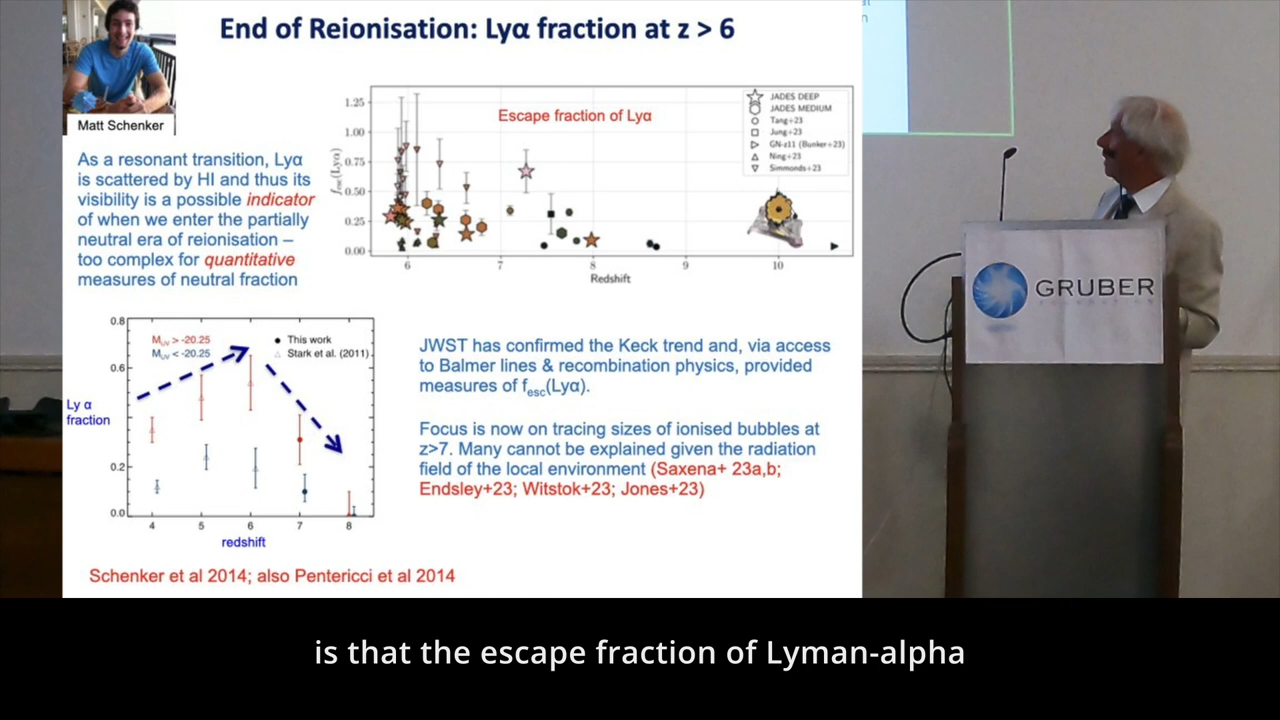 End of Reionisation: Lyα fraction at z > 6
Matt Schenker
As a resonant transition, Lyα
is scattered by HI and thus its
visibility is a possible indicator
of when we enter the partially
neutral era of reionisation –
too complex for quantitative
measures of neutral fraction
Escape fraction of Lyα
fesc(Lyα)
1.25
1.00
0.75
0.50
0.25
0.00
6
7
8
9
10
Redshift
JADES DEEP
JADES MEDIUM
Tang+23
Jung+23
GN-z11 (Bunker+23)
Ning+23
Simmonds+23
0.8
0.6
0.2
0.0
Ly α
fraction
MUV > -20.25
MUV < -20.25
This work
Stark et al. (2011)
4
5
6
7
8
redshift
JWST has confirmed the Keck trend and, via access
to Balmer lines & recombination physics, provided
measures of fesc(Lyα).
Focus is now on tracing sizes of ionised bubbles at
z>7. Many cannot be explained given the radiation
field of the local environment (Saxena+ 23a,b;
Endsley+23; Witstok+23; Jones+23)
Schenker et al 2014; also Pentericci et al 2014
GRUBER
is that the escape fraction of Lyman-alpha